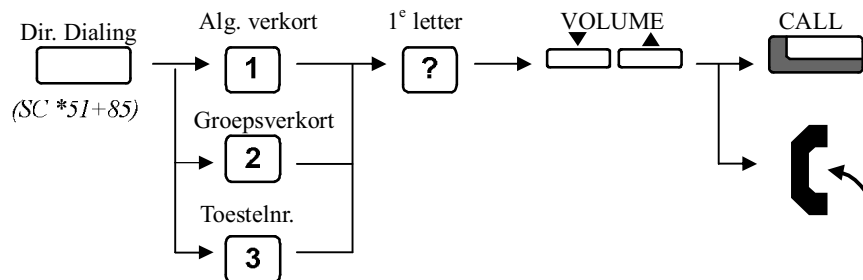 Dir. Dialing
(SC *51+85)
Alg. verkort
1
Groepsverkort
2
Toestelnr.
3
1e letter
?
VOLUME
CALL